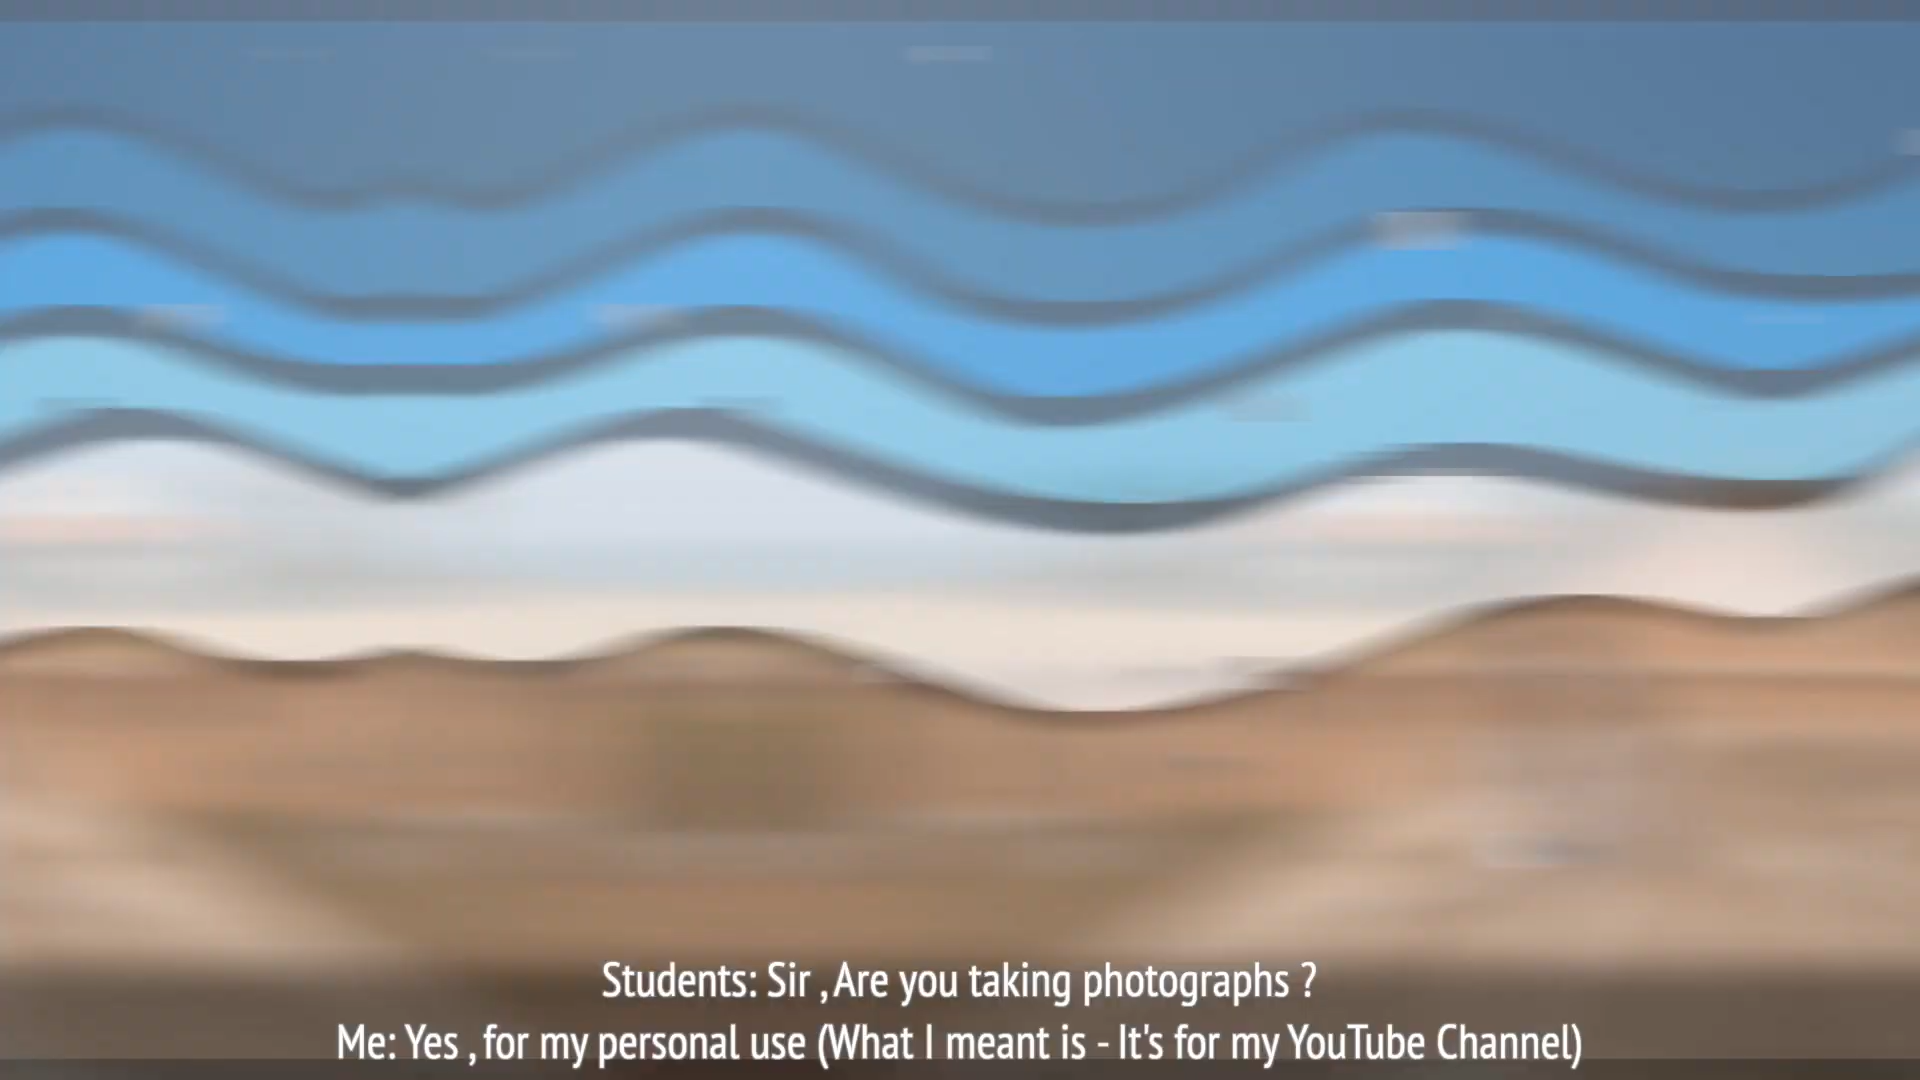 Students: Sir , Are you taking photographs ?
Me: Yes , for my personal use (What I meant is - It's for my YouTube Channel)